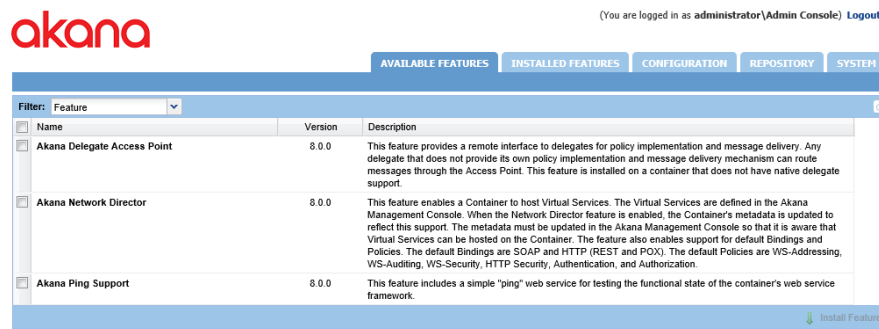 akana
(You are logged in as administrator\Admin Console) Logout
AVAILABLE FEATURES INSTALLED FEATURES CONFIGURATION REPOSITORY SYSTEM
Filter: Feature
Name Version Description
Akana Delegate Access Point 8.0.0 This feature provides a remote interface to delegates for policy implementation and message delivery. Any
delegate that does not provide its own policy implementation and message delivery mechanism can route
messages through the Access Point. This feature is installed on a container that does not have native delegate
support.
Akana Network Director 8.0.0 This feature enables a Container to host Virtual Services. The Virtual Services are defined in the Akana
Management Console. When the Network Director feature is enabled, the Container's metadata is updated to
reflect this support. The metadata must be updated in the Akana Management Console so that it is aware that
Virtual Services can be hosted on the Container. The feature also enables support for default Bindings and
Policies. The default Bindings are SOAP and HTTP (REST and POX). The default Policies are WS-Addressing,
WS-Auditing, WS-Security, HTTP Security, Authentication, and Authorization.
Akana Ping Support 8.0.0 This feature includes a simple "ping" web service for testing the functional state of the container's web service
framework.
Install Feature